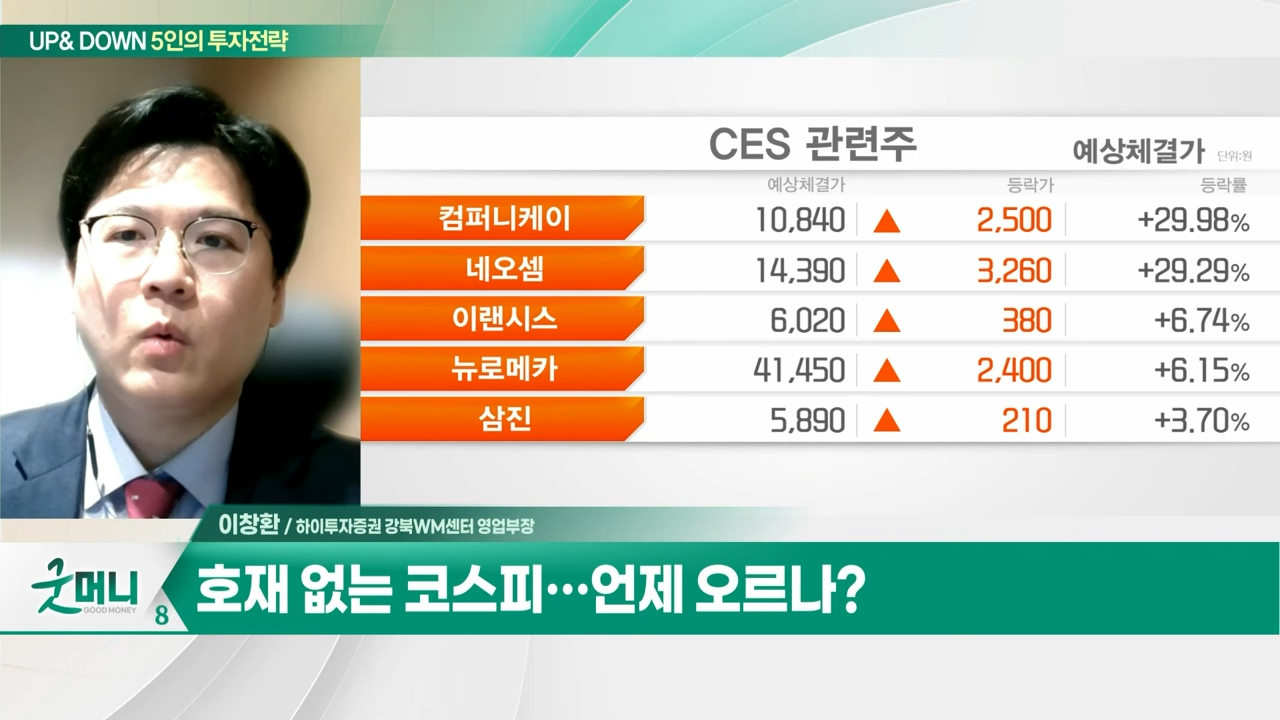 UP& DOWN 5인의 투자전략
CES 관련주
예상체결가 단위:원
예상체결가 등락가 등락률
컴퍼니케이 10,840 ▲ 2,500 +29.98%
네오셈 14,390 ▲ 3,260 +29.29%
이랜시스 6,020 ▲ 380 +6.74%
뉴로메카 41,450 ▲ 2,400 +6.15%
삼진 5,890 ▲ 210 +3.70%
이창환 / 하이투자증권 강북WM센터 영업부장
굿머니
GOOD MONEY
8
호재 없는 코스피…언제 오르나?